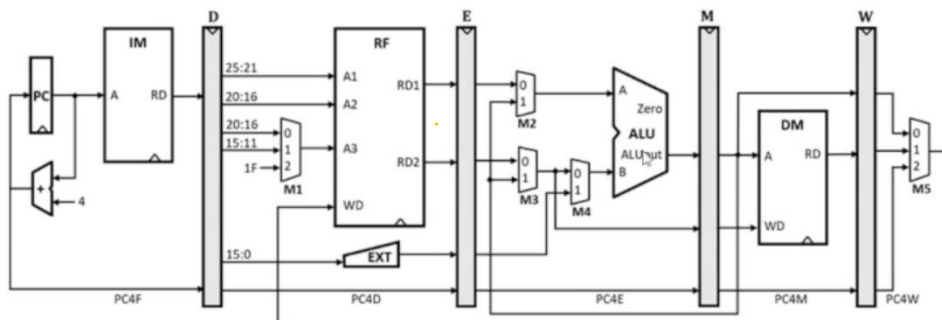 D
E
M
W
IM
RF
PC
A
RD
25:21
A1
RD1
0
1
M2
A
Zero
ALU
B
20:16
A2
20:16
15:11
1F
0
1
2
M1
A3
RD2
0
1
M3
0
1
M4
DM
A
RD
WD
0
1
2
M5
+
4
WD
15:0
EXT
PC4F
PC4D
PC4E
PC4M
PC4W